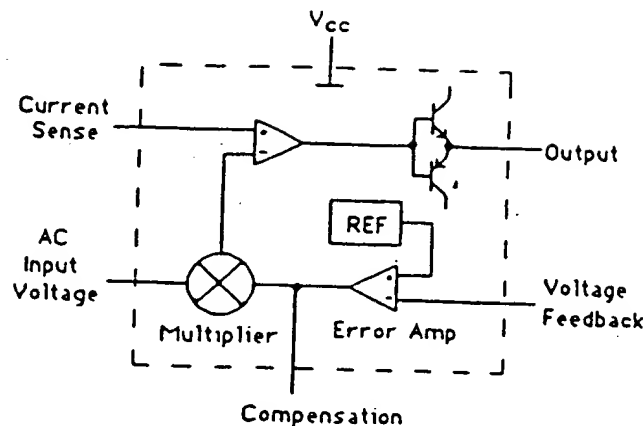 Vcc
Current
Sense
Output
REF
AC
Input
Voltage
Multiplier
Error Amp
Voltage
Feedback
Compensation